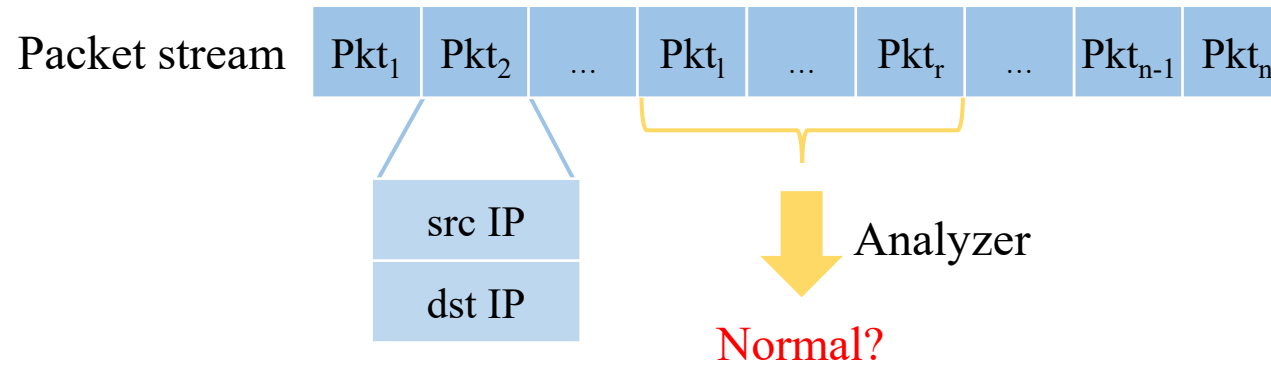 Packet stream Pkt₁ Pkt₂ ... Pktₗ ... Pktᵣ ... Pktₙ₋₁ Pktₙ
src IP
dst IP
Analyzer
Normal?